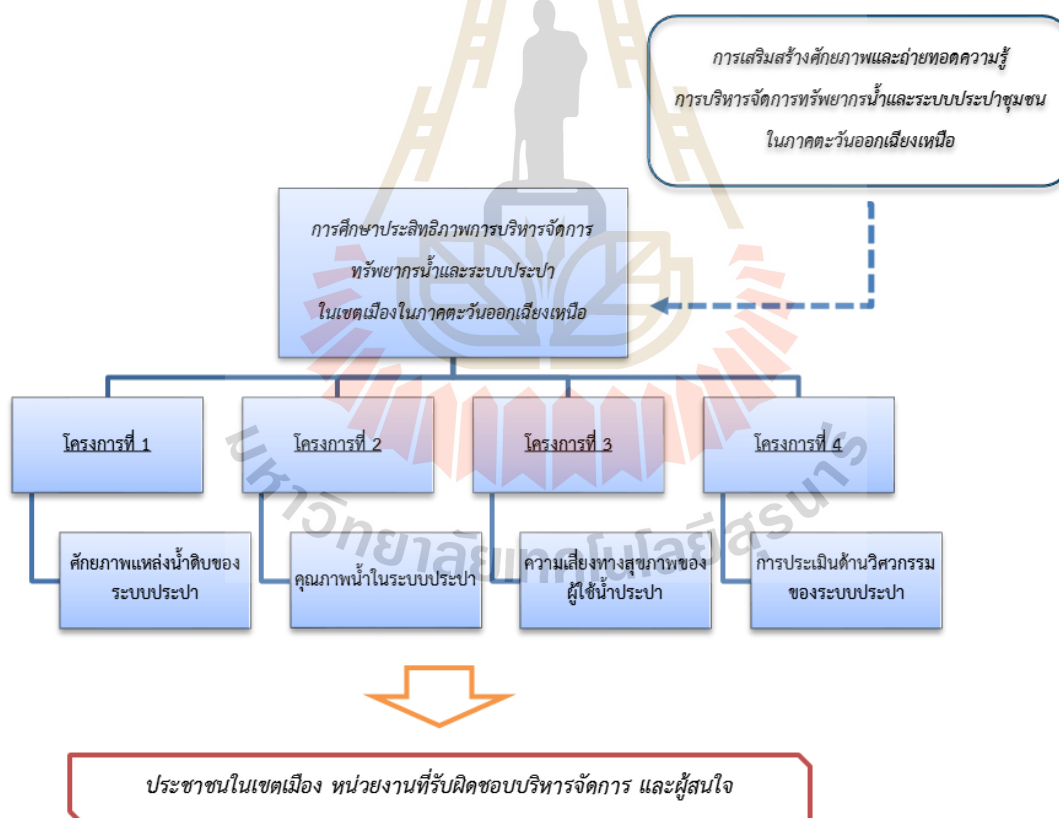 การเสริมสร้างศักยภาพและถ่ายทอดความรู้
การบริหารจัดการทรัพยากรน้ำและระบบประปาชุมชน
ในภาคตะวันออกเฉียงเหนือ
การศึกษาประสิทธิภาพการบริหารจัดการ
ทรัพยากรน้ำและระบบประปา
ในเขตเมืองในภาคตะวันออกเฉียงเหนือ
โครงการที่ 1
โครงการที่ 2
โครงการที่ 3
โครงการที่ 4
ศักยภาพแหล่งน้ำดิบของ
ระบบประปา
คุณภาพน้ำในระบบประปา
ความเสี่ยงทางสุขภาพของ
ผู้ใช้น้ำประปา
การประเมินด้านวิศวกรรม
ของระบบประปา
มหาวิทยาลัยเทคโนโลยีสุรนารี
ประชาชนในเขตเมือง หน่วยงานที่รับผิดชอบบริหารจัดการ และผู้สนใจ